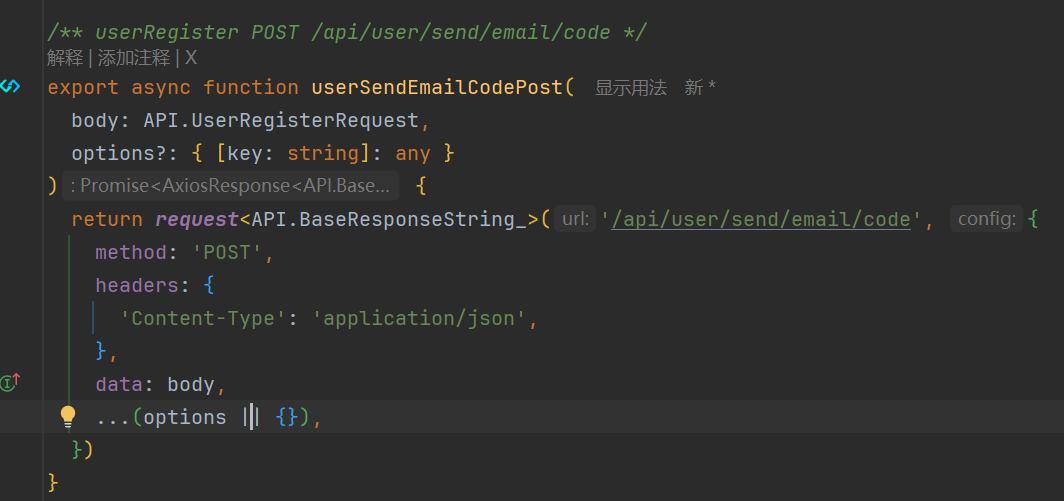 /** userRegister POST /api/user/send/email/code */
解释 | 添加注释 | X
export async function userSendEmailCodePost( 显示用法 新 *
body: API.UserRegisterRequest,
options?: { [key: string]: any }
) : Promise<AxiosResponse<API.Base... {
return request<API.BaseResponseString_>( url: '/api/user/send/email/code', config: {
method: 'POST',
headers: {
'Content-Type': 'application/json',
},
data: body,
...(options || {}),
})
}